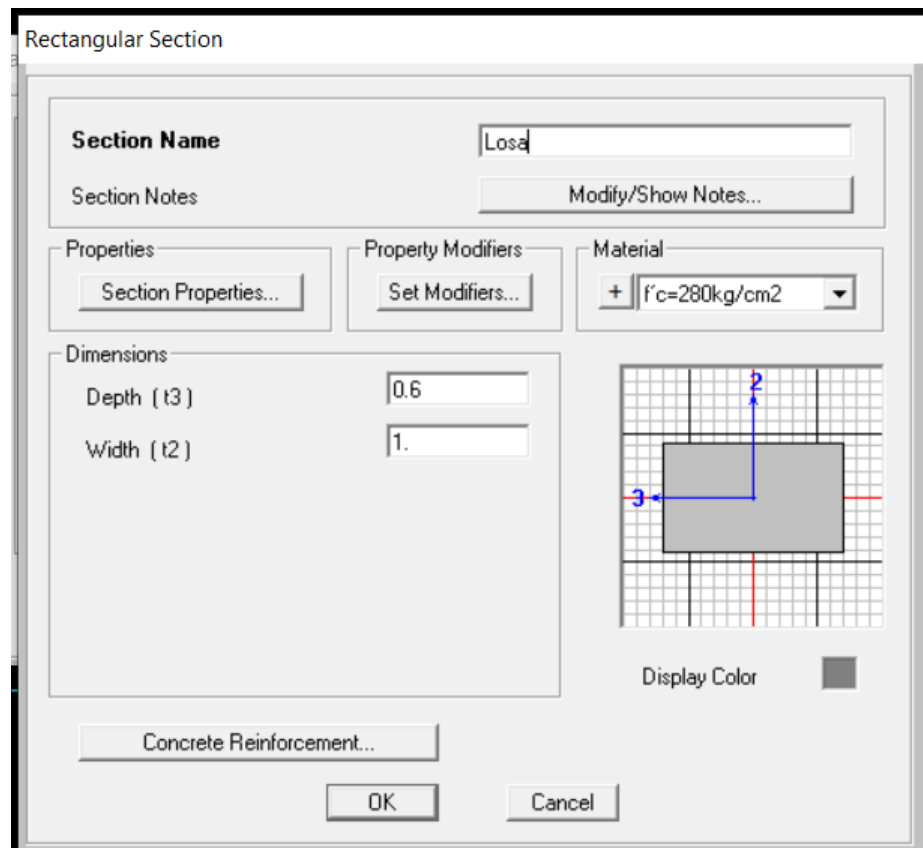 Rectangular Section
Section Name Losa
Section Notes Modify/Show Notes...
Properties Property Modifiers Material
Section Properties... Set Modifiers... + f´c=280kg/cm2
Dimensions
Depth ( t3 ) 0.6
Width ( t2 ) 1.
2
3
Display Color
Concrete Reinforcement...
OK Cancel